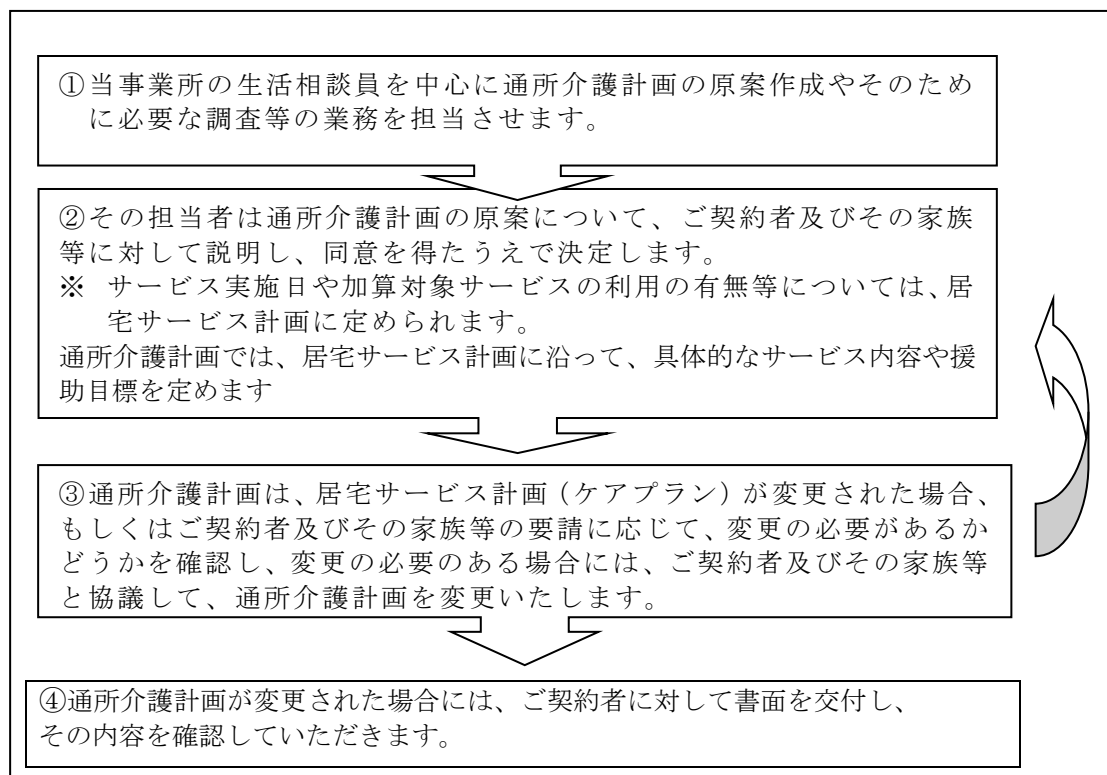 ①当事業所の生活相談員を中心に通所介護計画の原案作成やそのため
に必要な調査等の業務を担当させます。
②その担当者は通所介護計画の原案について、ご契約者及びその家族
等に対して説明し、同意を得たうえで決定します。
※ サービス実施日や加算対象サービスの利用の有無等については、居
宅サービス計画に定められます。
通所介護計画では、居宅サービス計画に沿って、具体的なサービス内容や援
助目標を定めます
③通所介護計画は、居宅サービス計画（ケアプラン）が変更された場合、
もしくはご契約者及びその家族等の要請に応じて、変更の必要があるか
どうかを確認し、変更の必要のある場合には、ご契約者及びその家族等
と協議して、通所介護計画を変更いたします。
④通所介護計画が変更された場合には、ご契約者に対して書面を交付し、
その内容を確認していただきます。